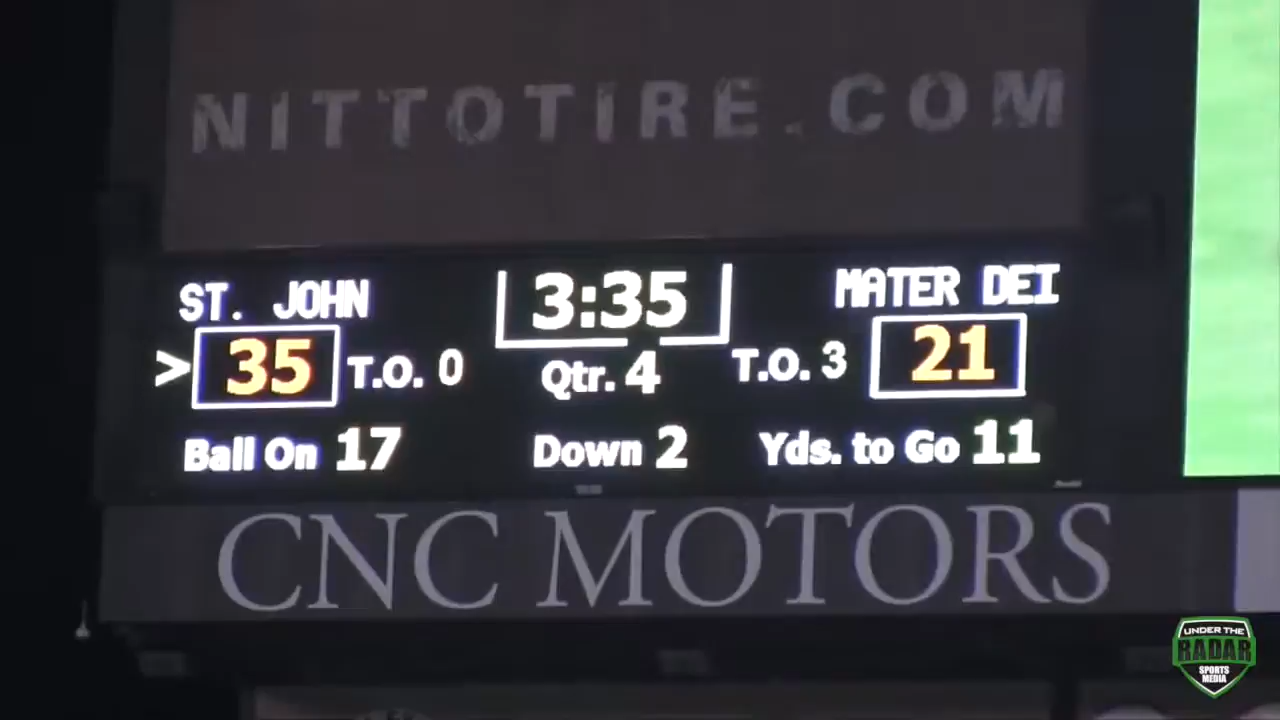 NITTOTIRE.COM
ST. JOHN 3:35 MATER DEI
> 35 T.O. 0 Qtr. 4 T.O. 3 21
Ball On 17 Down 2 Yds. to Go 11
CNC MOTORS
UNDER THE
RADAR
SPORTS
MEDIA